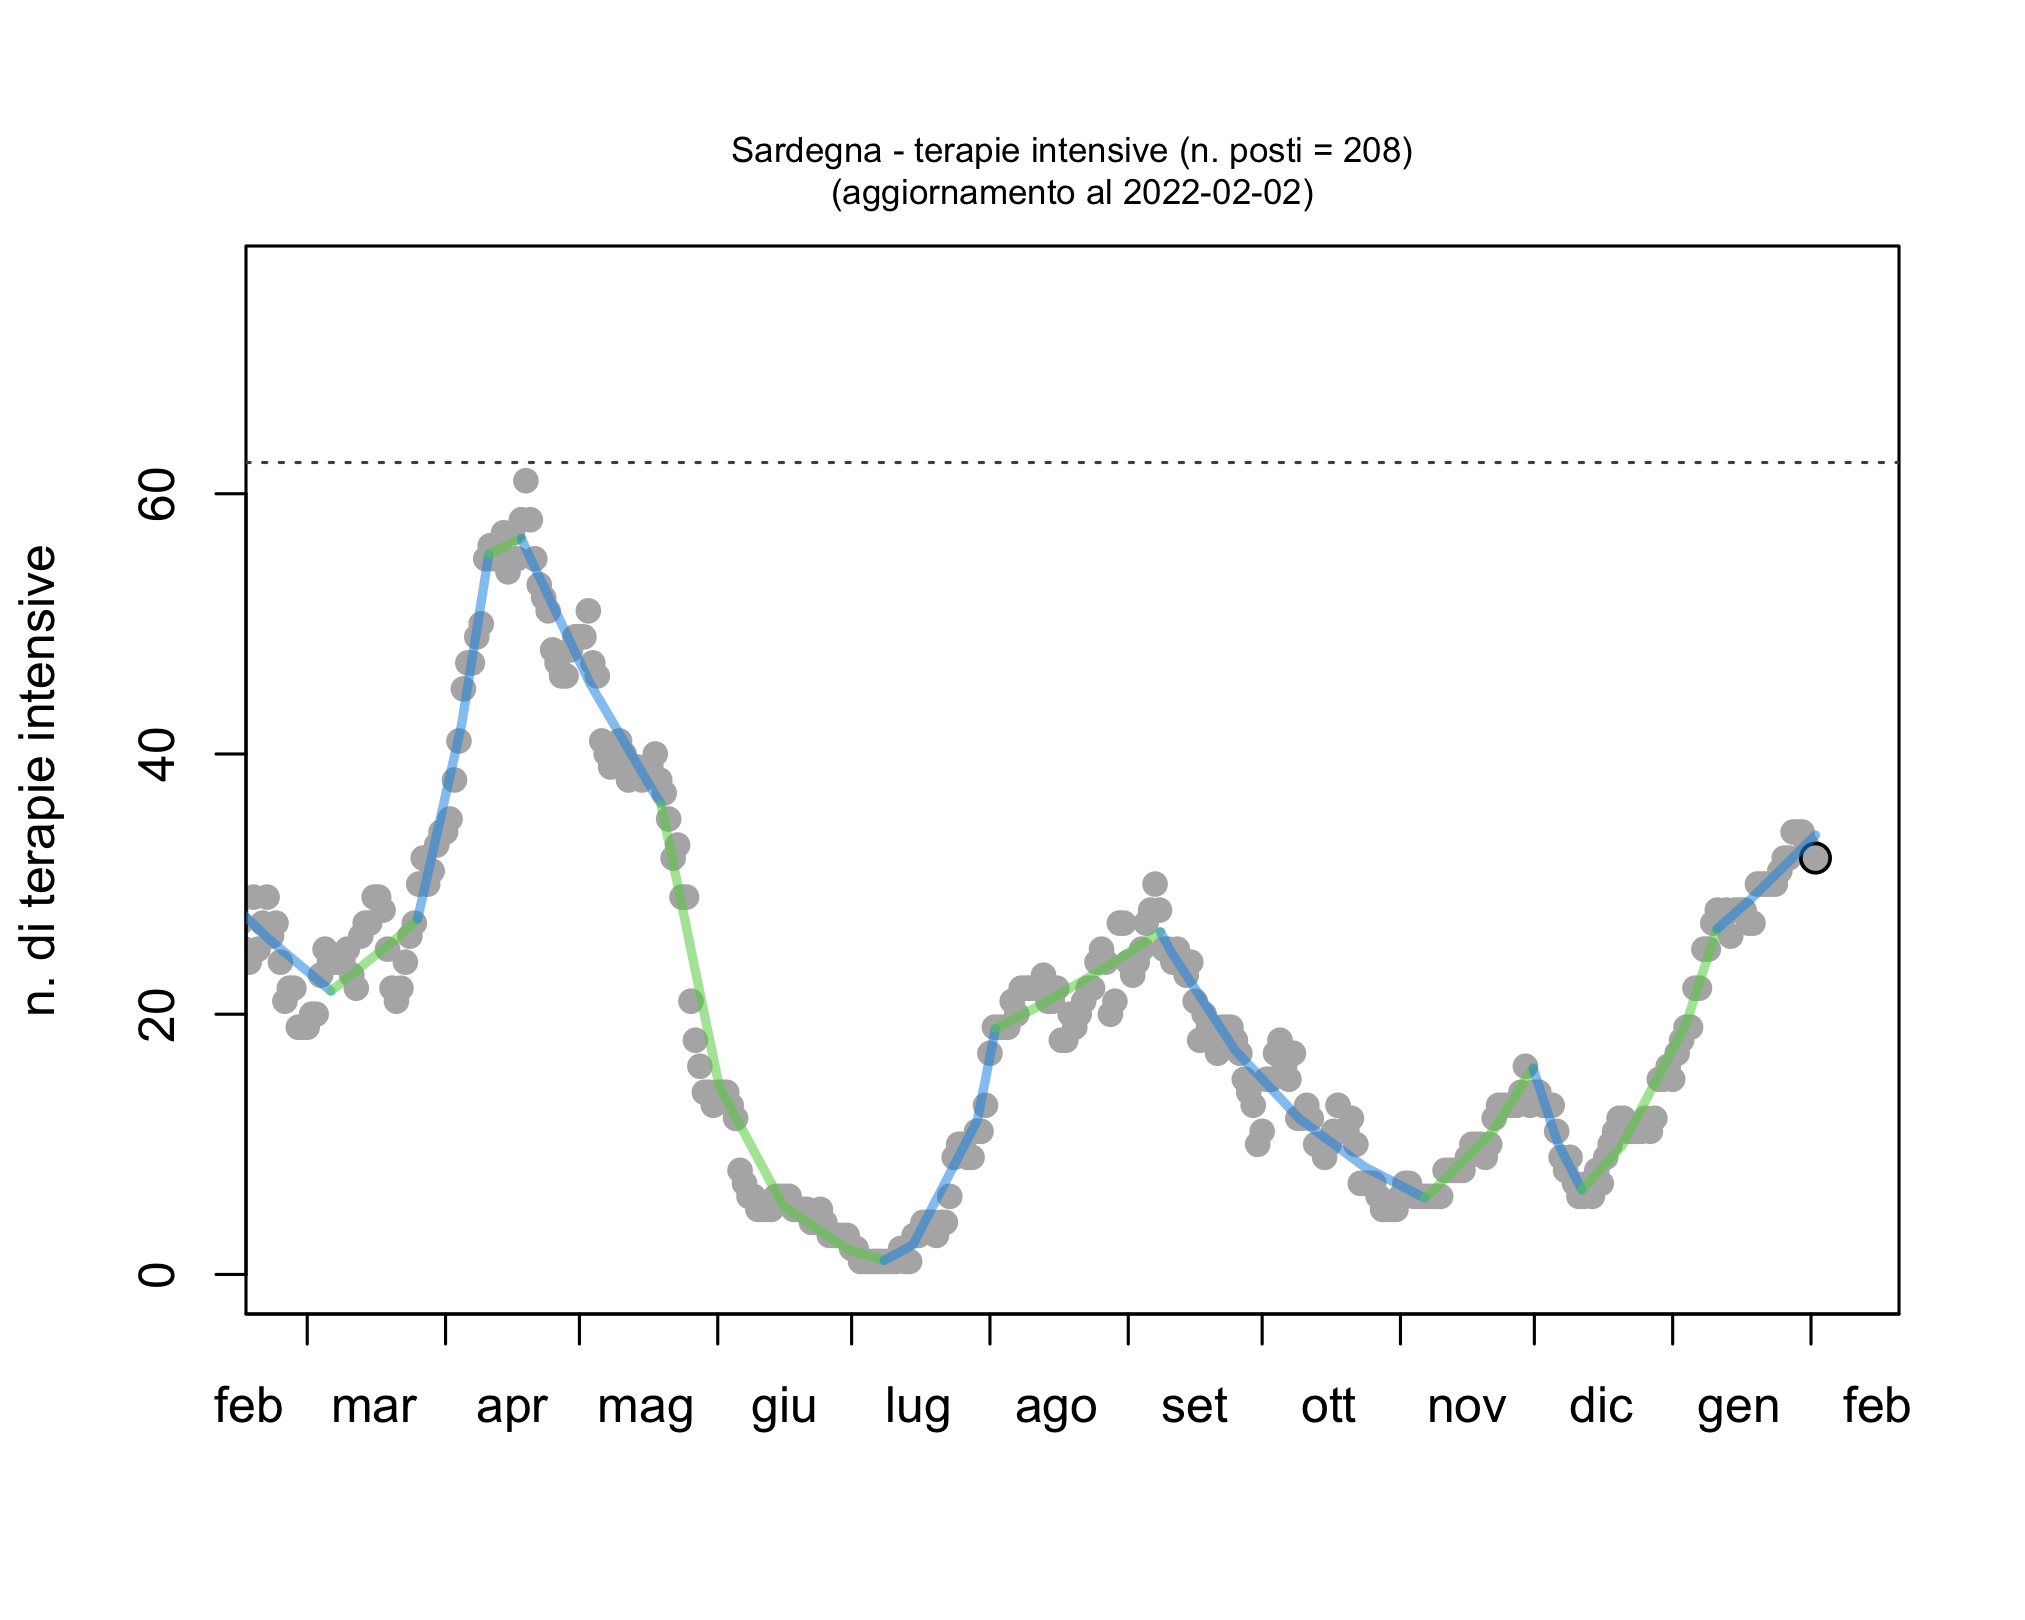 Sardegna - terapie intensive (n. posti = 208)
(aggiornamento al 2022-02-02)
n. di terapie intensive
60
40
20
0
feb mar apr mag giu lug ago set ott nov dic gen feb